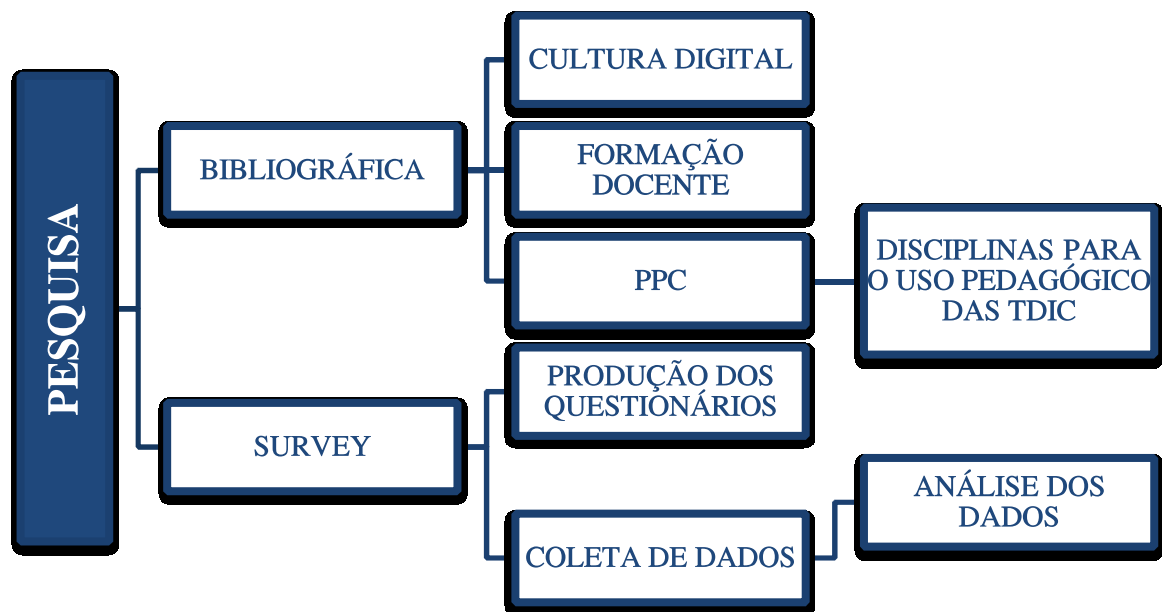 PESQUISA
BIBLIOGRÁFICA
CULTURA DIGITAL
FORMAÇÃO
DOCENTE
PPC
DISCIPLINAS PARA
O USO PEDAGÓGICO
DAS TDIC
SURVEY
PRODUÇÃO DOS
QUESTIONÁRIOS
COLETA DE DADOS
ANÁLISE DOS
DADOS